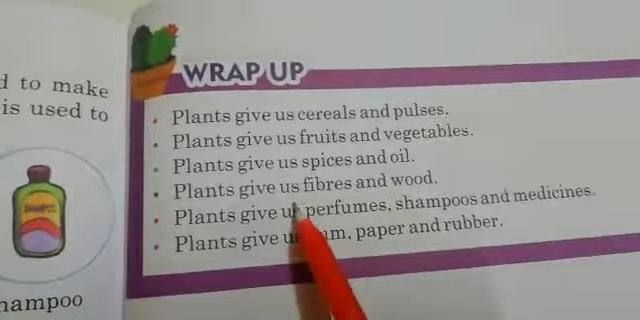 d to make
is used to
SHAMPOO
hampoo
WRAP UP
• Plants give us cereals and pulses.
• Plants give us fruits and vegetables.
• Plants give us spices and oil.
• Plants give us fibres and wood.
• Plants give u perfumes, shampoos and medicines.
• Plants give u um, paper and rubber.